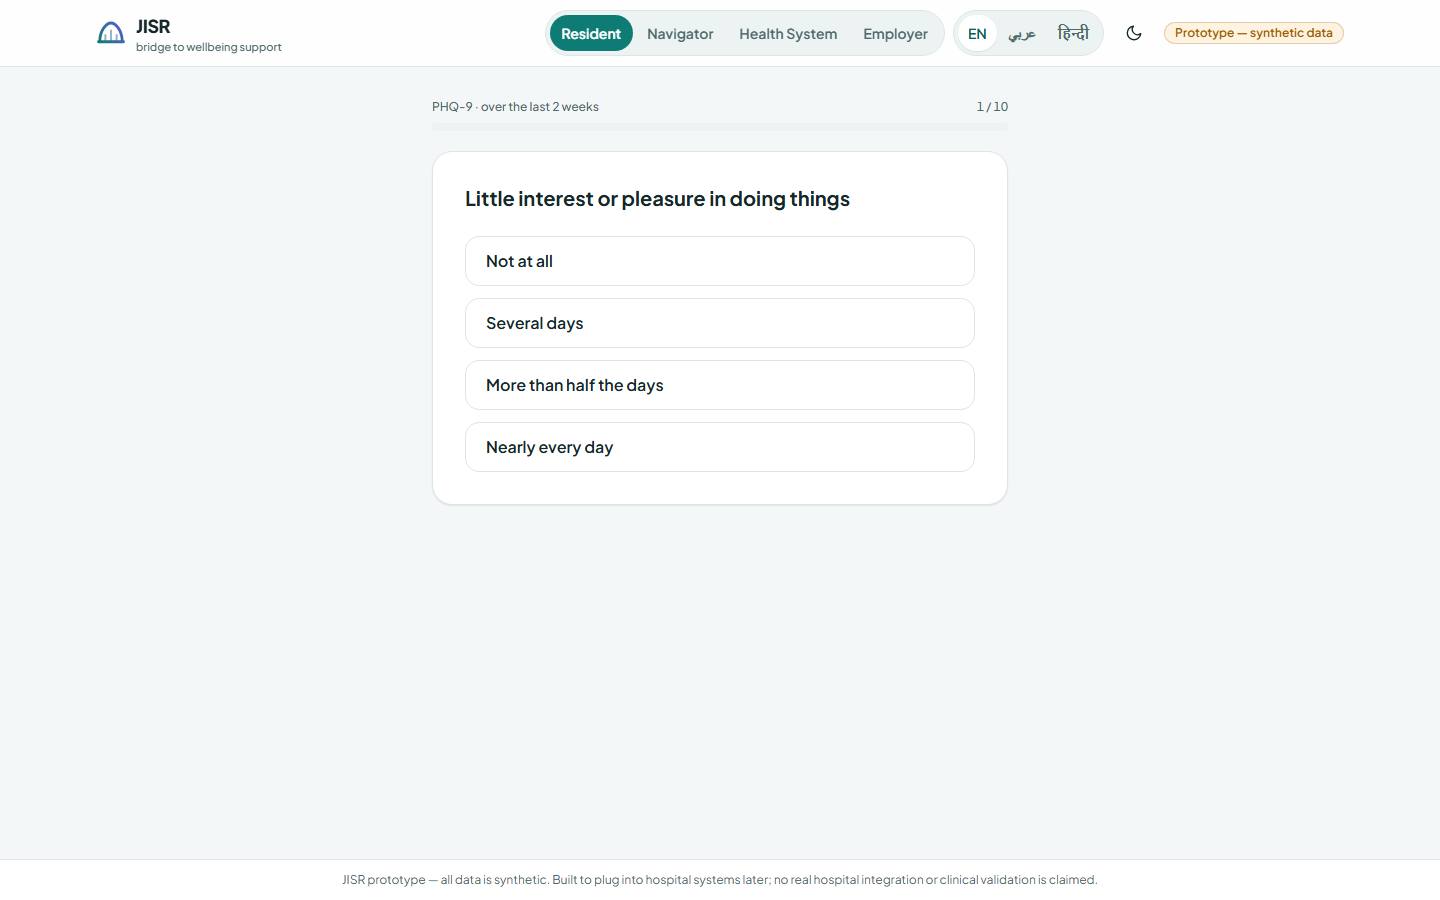 JISR
bridge to wellbeing support
Resident
Navigator
Health System
Employer
EN
عربي
हिन्दी
Prototype — synthetic data
PHQ-9 · over the last 2 weeks
1 / 10
Little interest or pleasure in doing things
Not at all
Several days
More than half the days
Nearly every day
JISR prototype — all data is synthetic. Built to plug into hospital systems later; no real hospital integration or clinical validation is claimed.